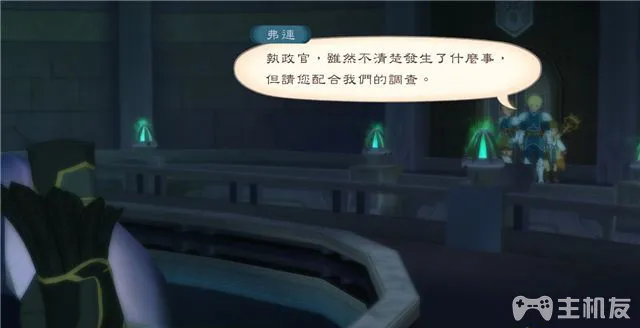 弗連
執政官，雖然不清楚發生了什麼事，
但請您配合我們的調查。
主机友